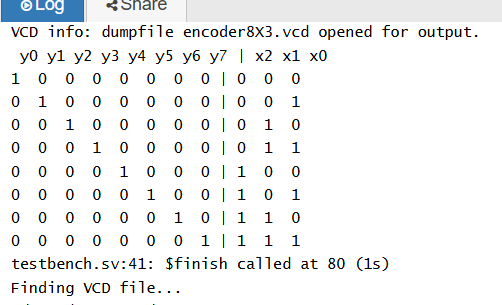 Log Share
VCD info: dumpfile encoder8X3.vcd opened for output.
y0 y1 y2 y3 y4 y5 y6 y7 | x2 x1 x0
1 0 0 0 0 0 0 0 | 0 0 0
0 1 0 0 0 0 0 0 | 0 0 1
0 0 1 0 0 0 0 0 | 0 1 0
0 0 0 1 0 0 0 0 | 0 1 1
0 0 0 0 1 0 0 0 | 1 0 0
0 0 0 0 0 1 0 0 | 1 0 1
0 0 0 0 0 0 1 0 | 1 1 0
0 0 0 0 0 0 0 1 | 1 1 1
testbench.sv:41: $finish called at 80 (1s)
Finding VCD file...